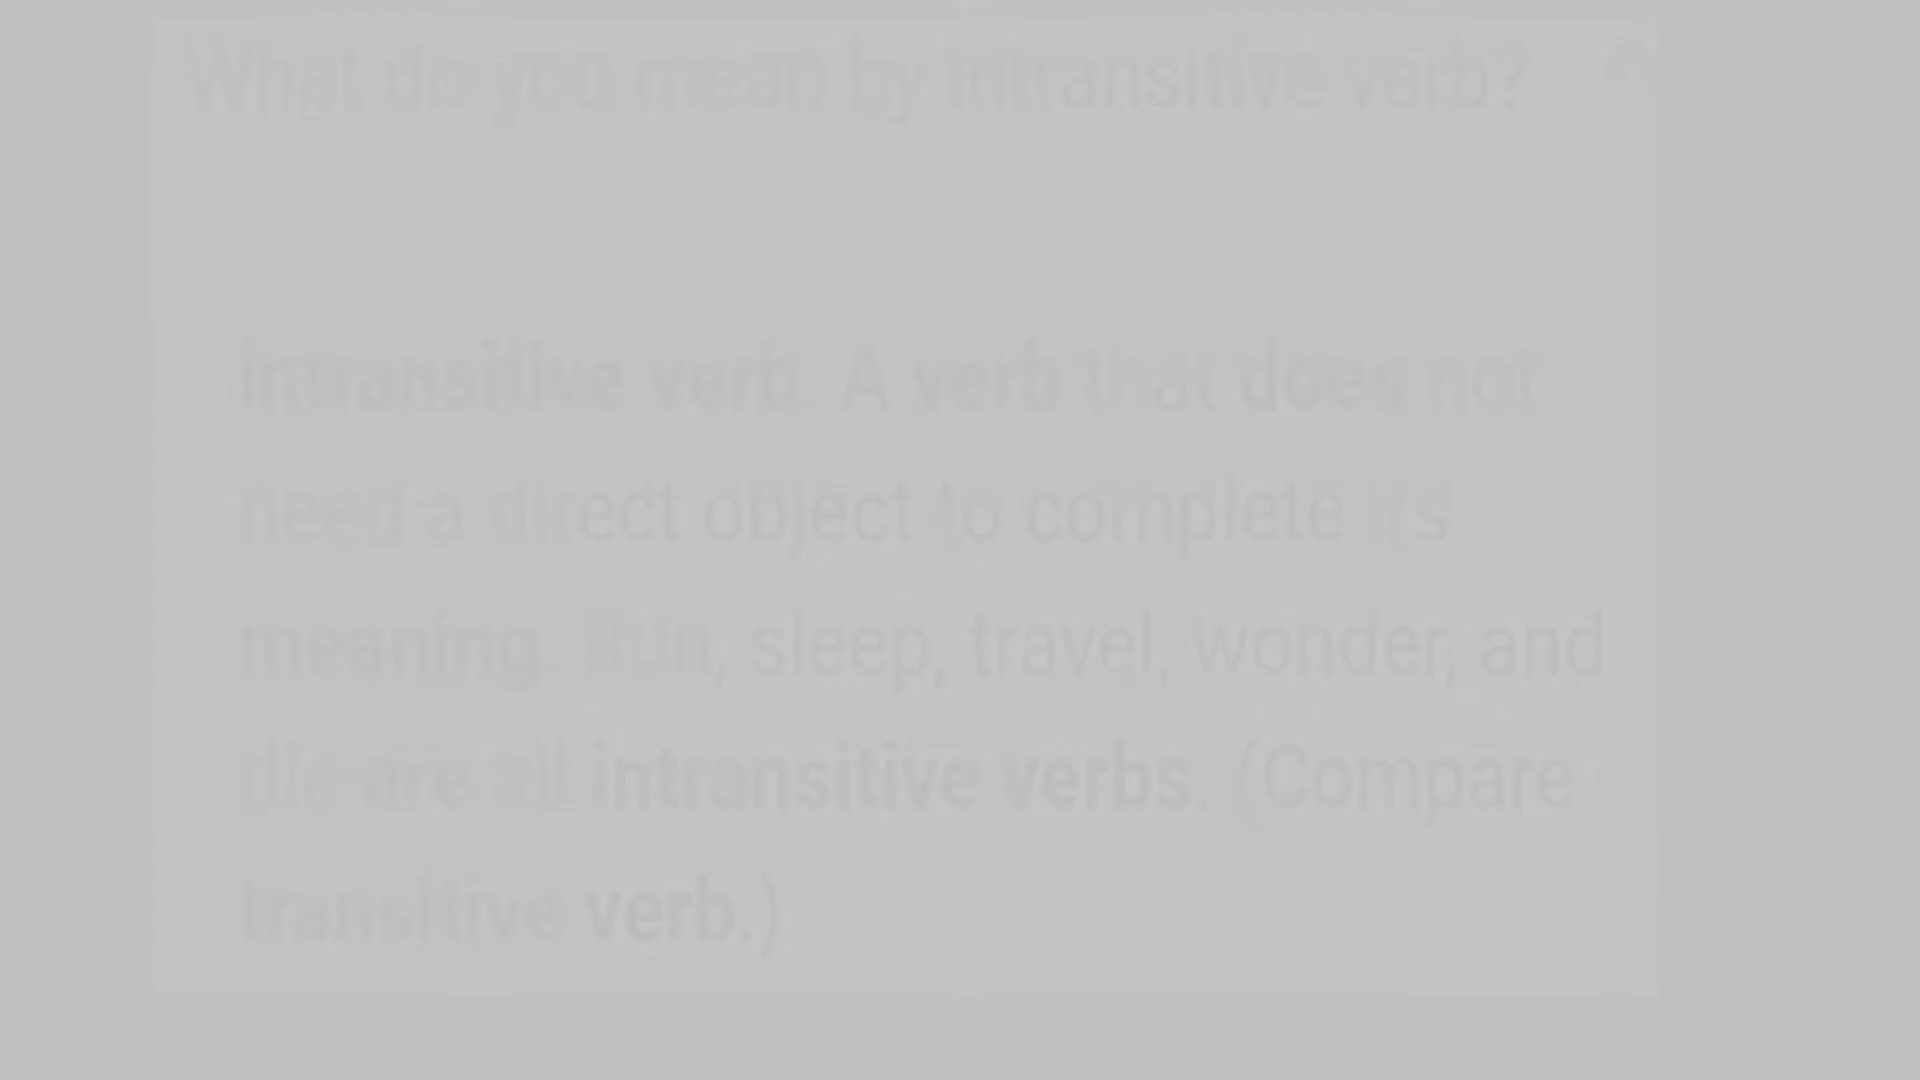 What do you mean by intransitive verb?
intransitive verb. A verb that does not
need a direct object to complete its
meaning. Run, sleep, travel, wonder, and
die are all intransitive verbs. (Compare
transitive verb.)